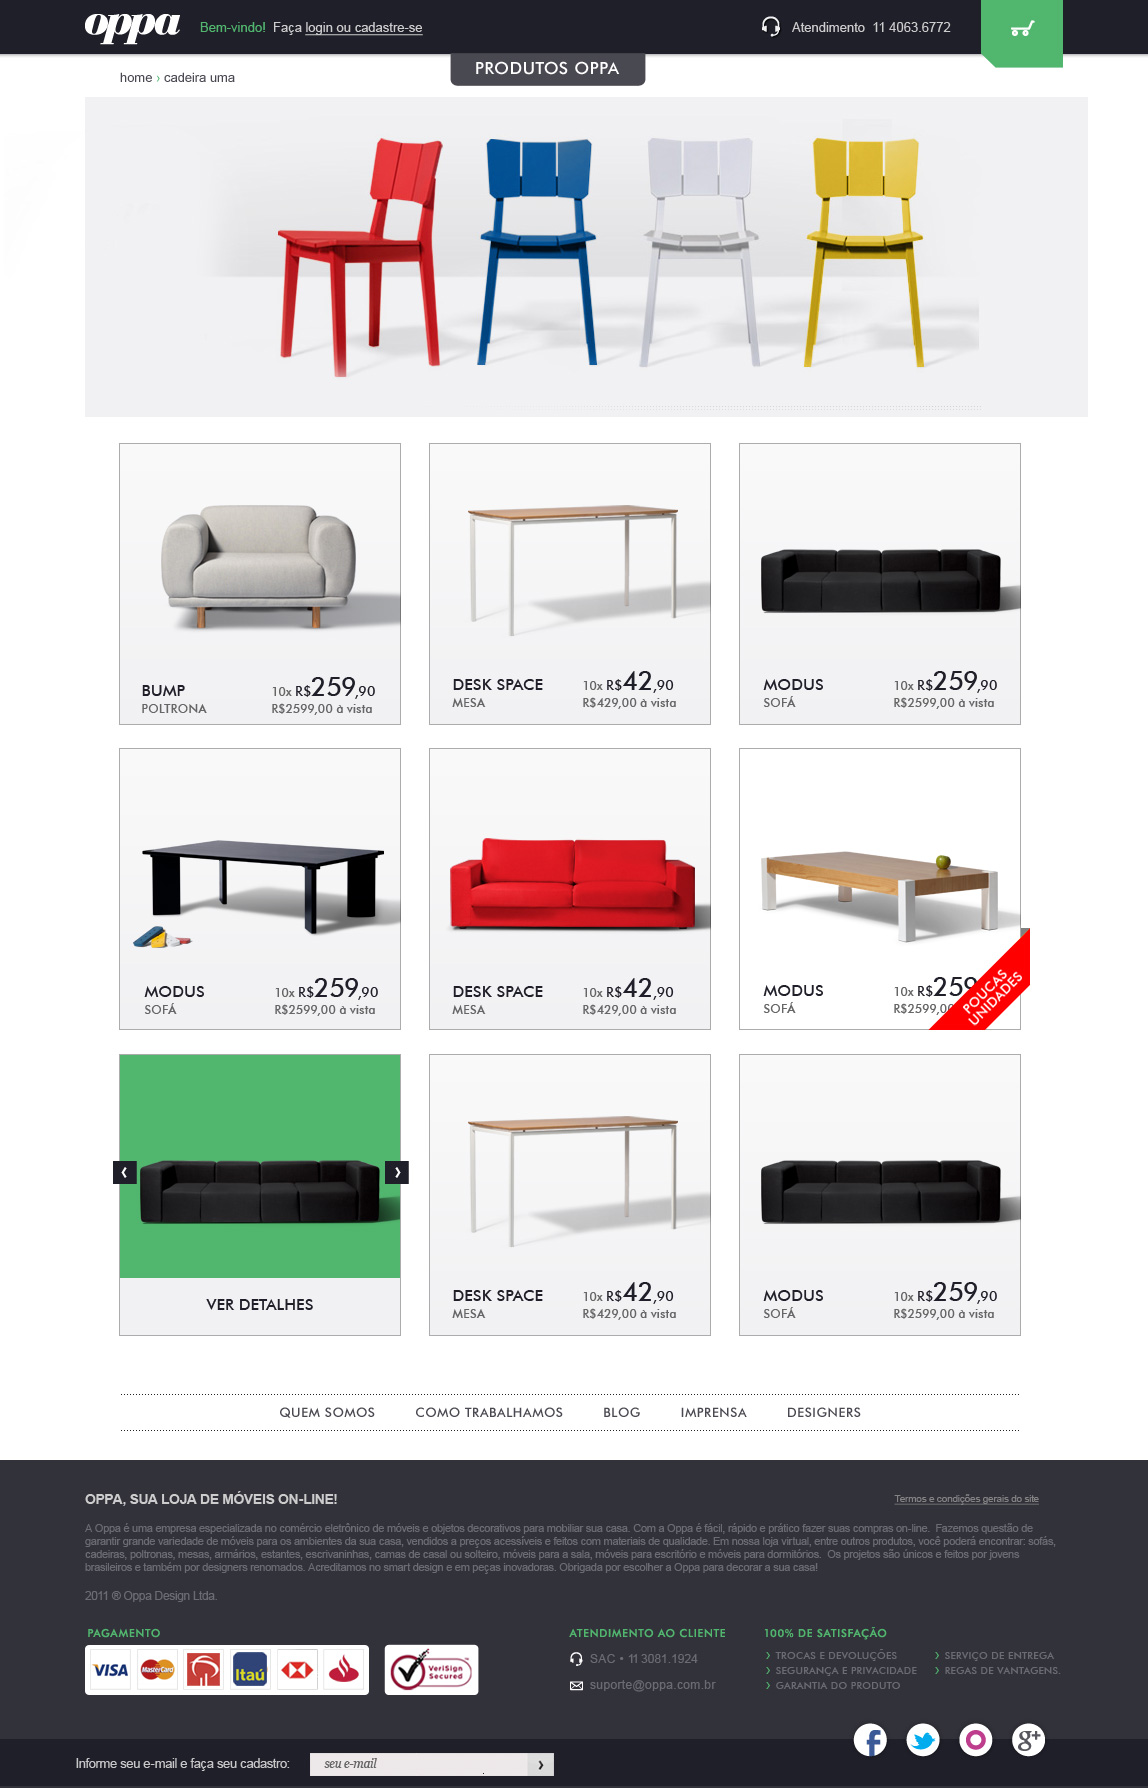 oppa
Bem-vindo! Faça login ou cadastre-se
Atendimento 11 4063.6772
PRODUTOS OPPA
home › cadeira uma
BUMP 10x R$259,90
POLTRONA R$2599,00 à vista
DESK SPACE 10x R$42,90
MESA R$429,00 à vista
MODUS 10x R$259,90
SOFÁ R$2599,00 à vista
MODUS 10x R$259,90
SOFÁ R$2599,00 à vista
DESK SPACE 10x R$42,90
MESA R$429,00 à vista
MODUS 10x R$259
SOFÁ R$2599,00
POUCAS
UNIDADES
VER DETALHES
DESK SPACE 10x R$42,90
MESA R$429,00 à vista
MODUS 10x R$259,90
SOFÁ R$2599,00 à vista
QUEM SOMOS COMO TRABALHAMOS BLOG IMPRENSA DESIGNERS
OPPA, SUA LOJA DE MÓVEIS ON-LINE!
Termos e condições gerais do site
A Oppa é uma empresa especializada no comércio eletrônico de móveis e objetos decorativos para mobiliar sua casa. Com a Oppa é fácil, rápido e prático fazer suas compras on-line. Fazemos questão de
garantir grande variedade de móveis para os ambientes da sua casa, vendidos a preços acessíveis e feitos com materiais de qualidade. Em nossa loja virtual, entre outros produtos, você poderá encontrar: sofás,
cadeiras, poltronas, mesas, armários, estantes, escrivaninhas, camas de casal ou solteiro, móveis para a sala, móveis para escritório e móveis para dormitórios. Os projetos são únicos e feitos por jovens
brasileiros e também por designers renomados. Acreditamos no smart design e em peças inovadoras. Obrigada por escolher a Oppa para decorar a sua casa!
2011 ® Oppa Design Ltda.
PAGAMENTO
VISA MasterCard Itaú
VeriSign
Secured
ATENDIMENTO AO CLIENTE
SAC • 11 3081.1924
suporte@oppa.com.br
100% DE SATISFAÇÃO
› TROCAS E DEVOLUÇÕES › SERVIÇO DE ENTREGA
› SEGURANÇA E PRIVACIDADE › REGAS DE VANTAGENS.
› GARANTIA DO PRODUTO
f g+
Informe seu e-mail e faça seu cadastro: seu e-mail ›